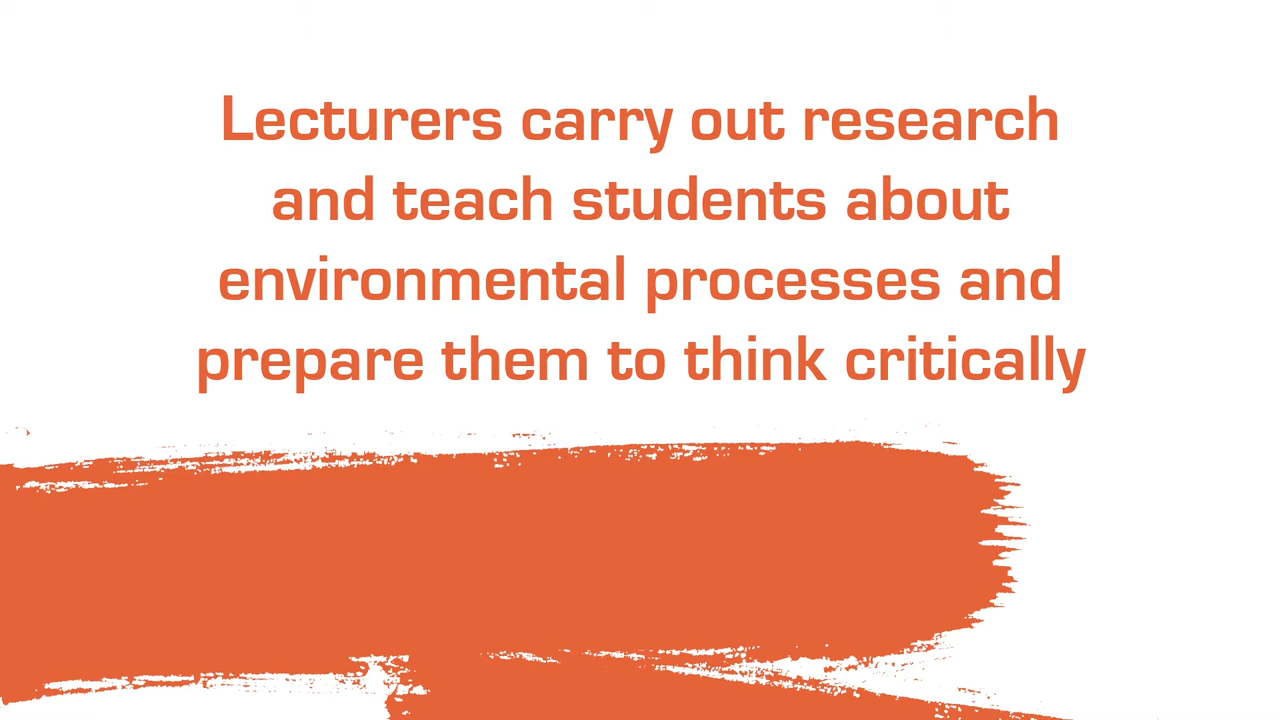 Lecturers carry out research
and teach students about
environmental processes and
prepare them to think critically